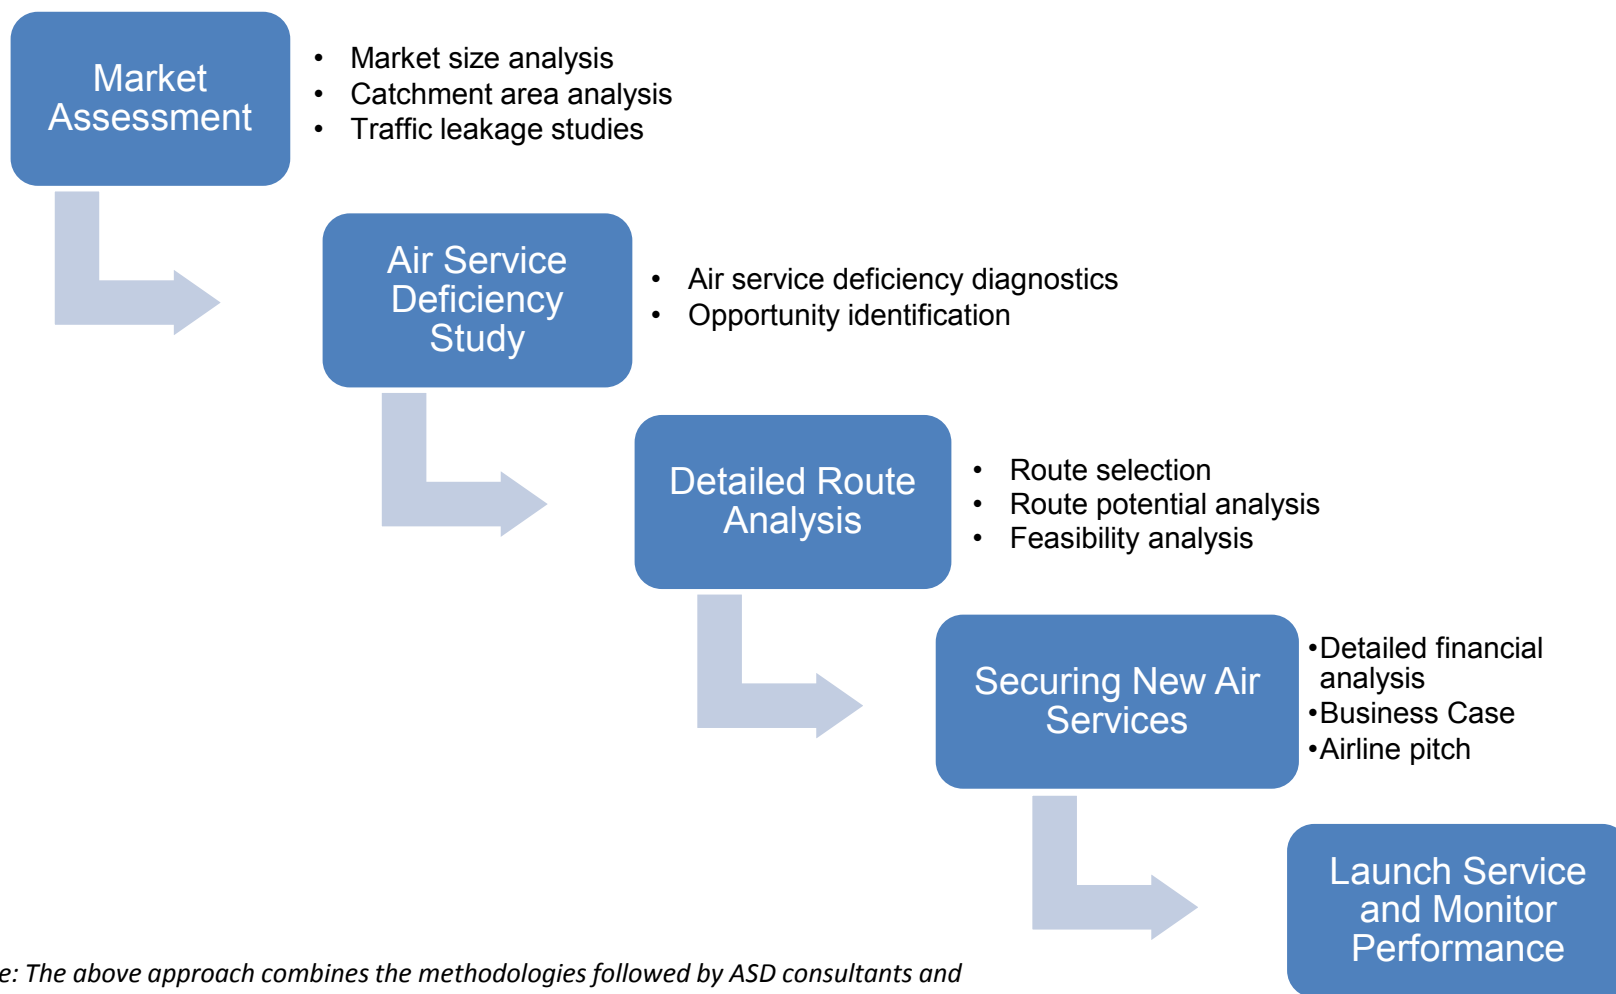 Market
Assessment
• Market size analysis
• Catchment area analysis
• Traffic leakage studies
Air Service
Deficiency
Study
• Air service deficiency diagnostics
• Opportunity identification
Detailed Route
Analysis
• Route selection
• Route potential analysis
• Feasibility analysis
Securing New Air
Services
•Detailed financial
analysis
•Business Case
•Airline pitch
Launch Service
and Monitor
Performance
The above approach combines the methodologies followed by ASD consultants and